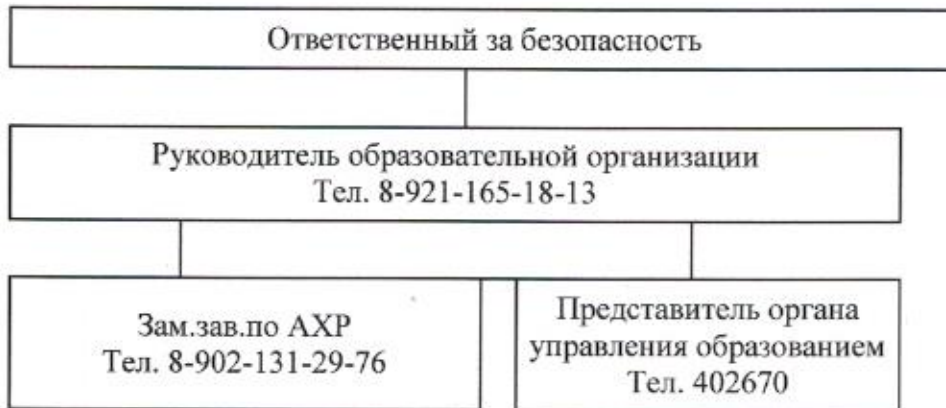 Ответственный за безопасность
Руководитель образовательной организации
Тел. 8-921-165-18-13
Зам.зав.по АХР
Тел. 8-902-131-29-76
Представитель органа
управления образованием
Тел. 402670